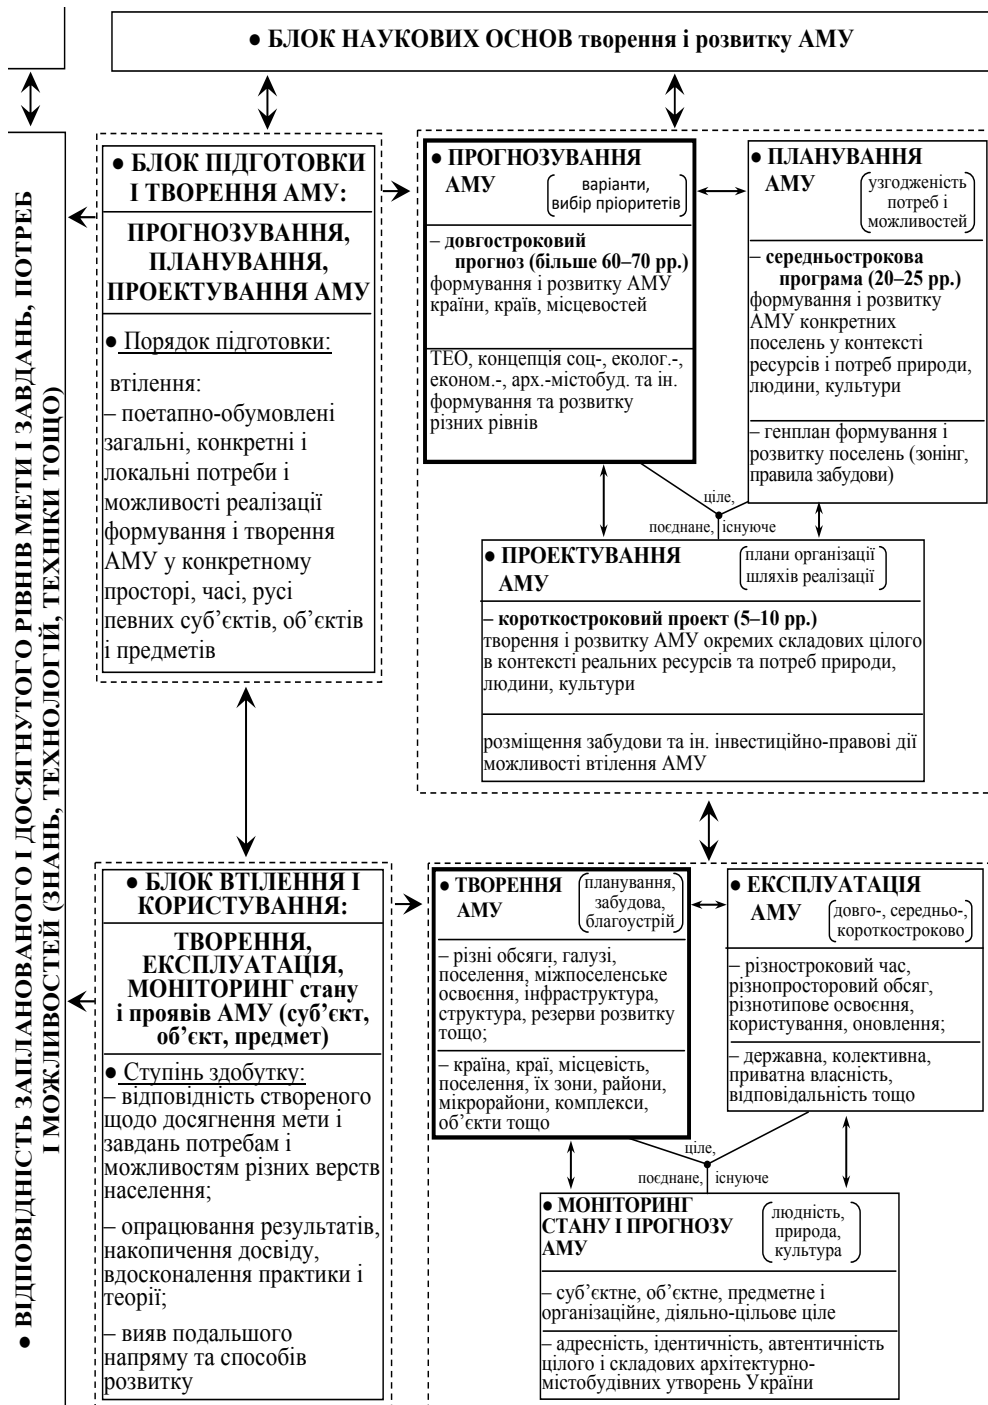 ● БЛОК НАУКОВИХ ОСНОВ творення і розвитку АМУ
● ВІДПОВІДНІСТЬ ЗАПЛАНОВАНОГО І ДОСЯГНУТОГО РІВНІВ МЕТИ І ЗАВДАНЬ, ПОТРЕБ
І МОЖЛИВОСТЕЙ (ЗНАНЬ, ТЕХНОЛОГІЙ, ТЕХНІКИ ТОЩО)
● БЛОК ПІДГОТОВКИ
І ТВОРЕННЯ АМУ:
ПРОГНОЗУВАННЯ,
ПЛАНУВАННЯ,
ПРОЕКТУВАННЯ АМУ
● Порядок підготовки:
втілення:
– поетапно-обумовлені
загальні, конкретні і
локальні потреби і
можливості реалізації
формування і творення
АМУ у конкретному
просторі, часі, русі
певних суб’єктів, об’єктів
і предметів
● ПРОГНОЗУВАННЯ
АМУ
варіанти,
вибір пріоритетів
– довгостроковий
прогноз (більше 60–70 рр.)
формування і розвитку АМУ
країни, країв, місцевостей
ТЕО, концепція соц-, еколог.-,
економ.-, арх.-містобуд. та ін.
формування та розвитку
різних рівнів
● ПЛАНУВАННЯ
АМУ
узгодженість
потреб і
можливостей
– середньострокова
програма (20–25 рр.)
формування і розвитку
АМУ конкретних
поселень у контексті
ресурсів і потреб природи,
людини, культури
– генплан формування і
розвитку поселень (зонінг,
правила забудови)
ціле,
поєднане, існуюче
● ПРОЕКТУВАННЯ
АМУ
плани організації
шляхів реалізації
– короткостроковий проект (5–10 рр.)
творення і розвитку АМУ окремих складових цілого
в контексті реальних ресурсів та потреб природи,
людини, культури
розміщення забудови та ін. інвестиційно-правові дії
можливості втілення АМУ
● БЛОК ВТІЛЕННЯ І
КОРИСТУВАННЯ:
ТВОРЕННЯ,
ЕКСПЛУАТАЦІЯ,
МОНІТОРИНГ стану
і проявів АМУ (суб’єкт,
об’єкт, предмет)
● Ступінь здобутку:
– відповідність створеного
щодо досягнення мети і
завдань потребам і
можливостям різних верств
населення;
– опрацювання результатів,
накопичення досвіду,
вдосконалення практики і
теорії;
– вияв подальшого
напряму та способів
розвитку
● ТВОРЕННЯ
АМУ
планування,
забудова,
благоустрій
– різні обсяги, галузі,
поселення, міжпоселенське
освоєння, інфраструктура,
структура, резерви розвитку
тощо;
– країна, краї, місцевість,
поселення, їх зони, райони,
мікрорайони, комплекси,
об’єкти тощо
● ЕКСПЛУАТАЦІЯ
АМУ
довго-, середньо-,
короткостроково
– різностроковий час,
різнопросторовий обсяг,
різнотипове освоєння,
користування, оновлення;
– державна, колективна,
приватна власність,
відповідальність тощо
ціле,
поєднане, існуюче
● МОНІТОРИНГ
СТАНУ І ПРОГНОЗУ
АМУ
людність,
природа,
культура
– суб’єктне, об’єктне, предметне і
організаційне, діяльно-цільове ціле
– адресність, ідентичність, автентичність
цілого і складових архітектурно-
містобудівних утворень України